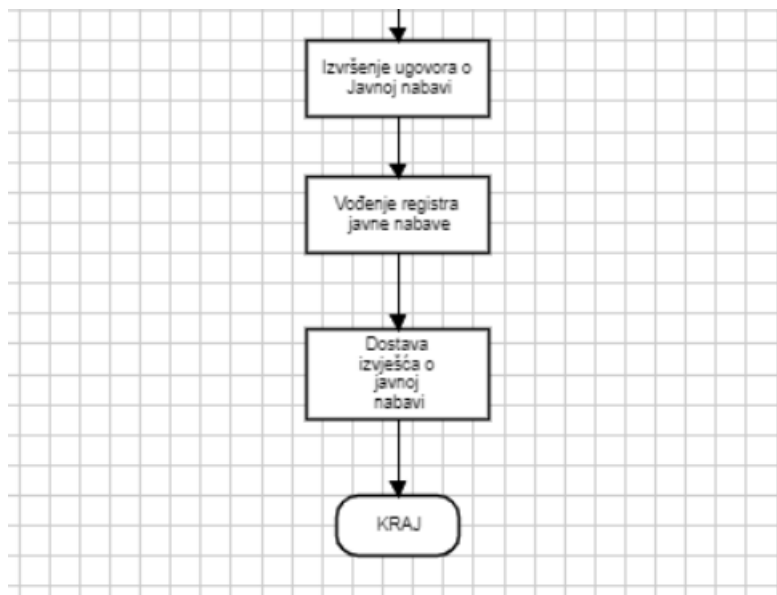 Izvršenje ugovora o
Javnoj nabavi
Vođenje registra
javne nabave
Dostava
izvješća o
javnoj
nabavi
KRAJ